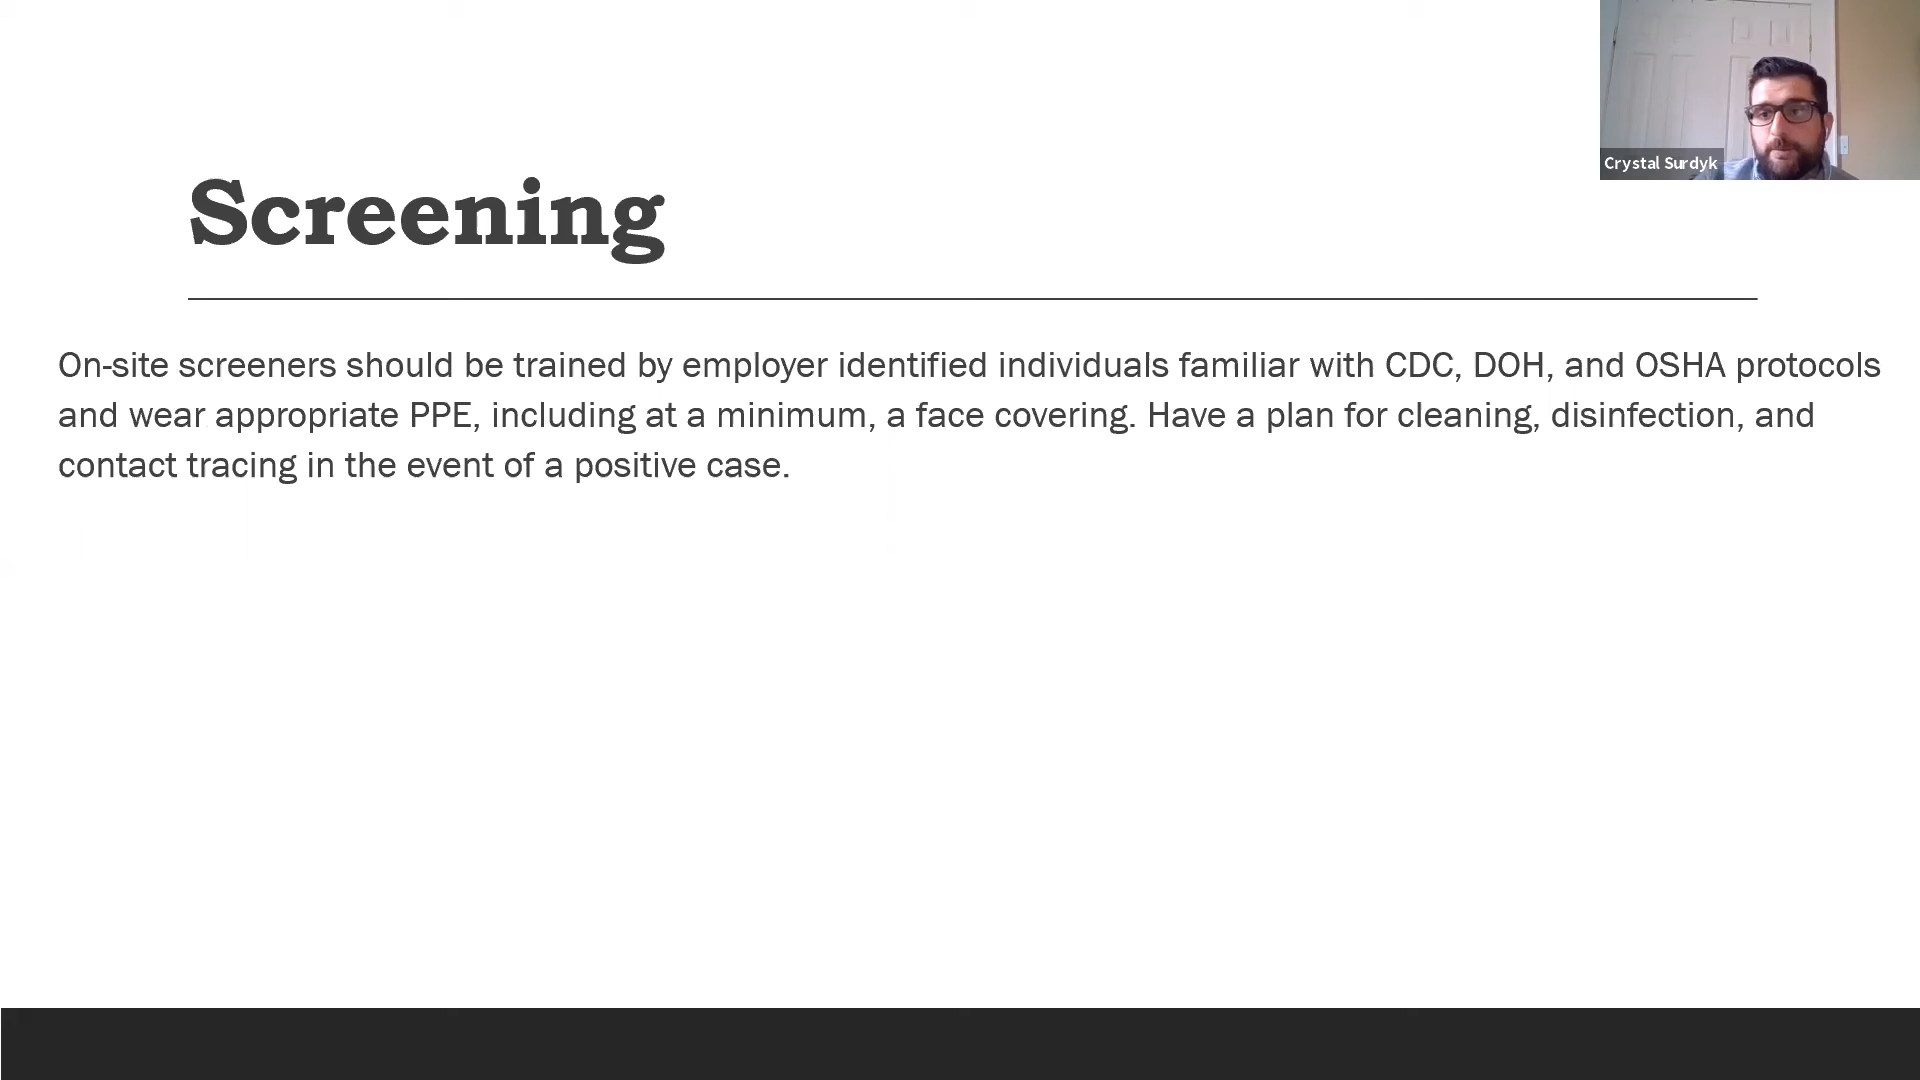 Crystal Surdyk
Screening
On-site screeners should be trained by employer identified individuals familiar with CDC, DOH, and OSHA protocols
and wear appropriate PPE, including at a minimum, a face covering. Have a plan for cleaning, disinfection, and
contact tracing in the event of a positive case.